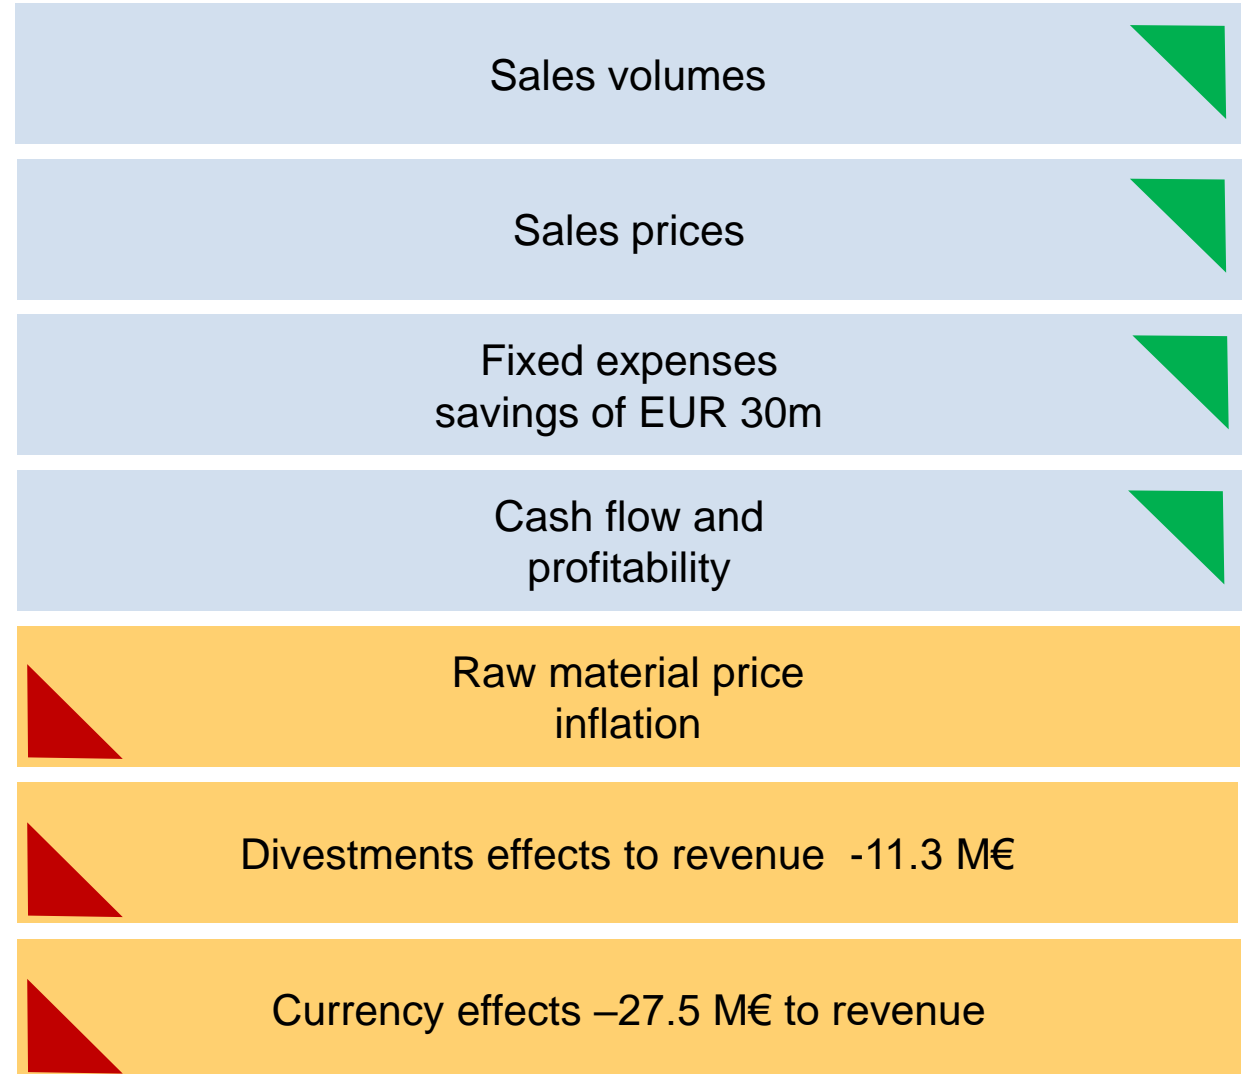 Sales volumes
Sales prices
Fixed expenses
savings of EUR 30m
Cash flow and
profitability
Raw material price
inflation
Divestments effects to revenue  -11.3 M€
Currency effects –27.5 M€ to revenue